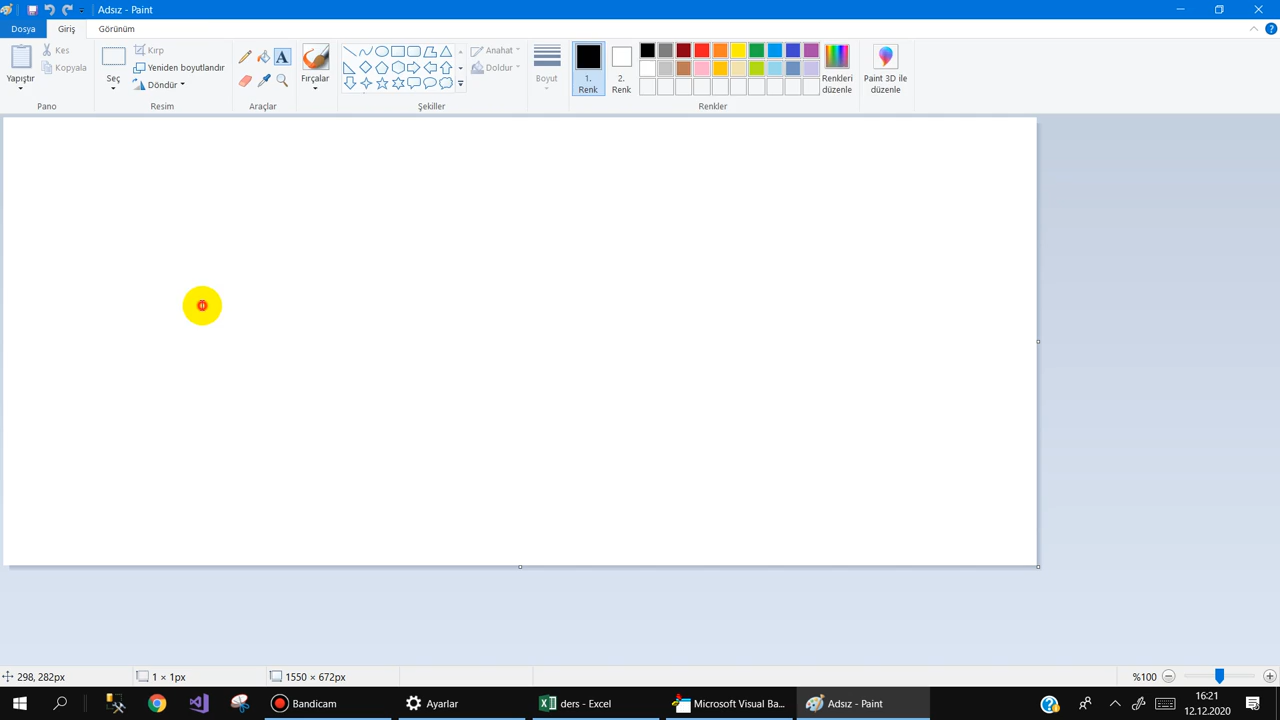 Adsız - Paint
Dosya
Giriş
Görünüm
Yapıştır
Kes
Kopyala
Pano
Seç
Kırp
Yeniden boyutlandır
Döndür
Resim
A
Araçlar
Fırçalar
Şekiller
Anahat
Doldur
Boyut
1.
Renk
2.
Renk
Renkler
Renkleri
düzenle
Paint 3D ile
düzenle
298, 282px
1 × 1px
1550 × 672px
%100
Bandicam
Ayarlar
ders - Excel
Microsoft Visual Ba...
Adsız - Paint
16:21
12.12.2020